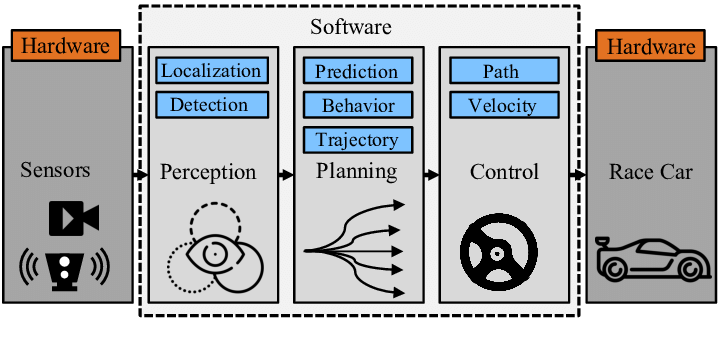 Software
Hardware
Sensors
Localization
Detection
Perception
Prediction
Behavior
Trajectory
Planning
Path
Velocity
Control
Hardware
Race Car